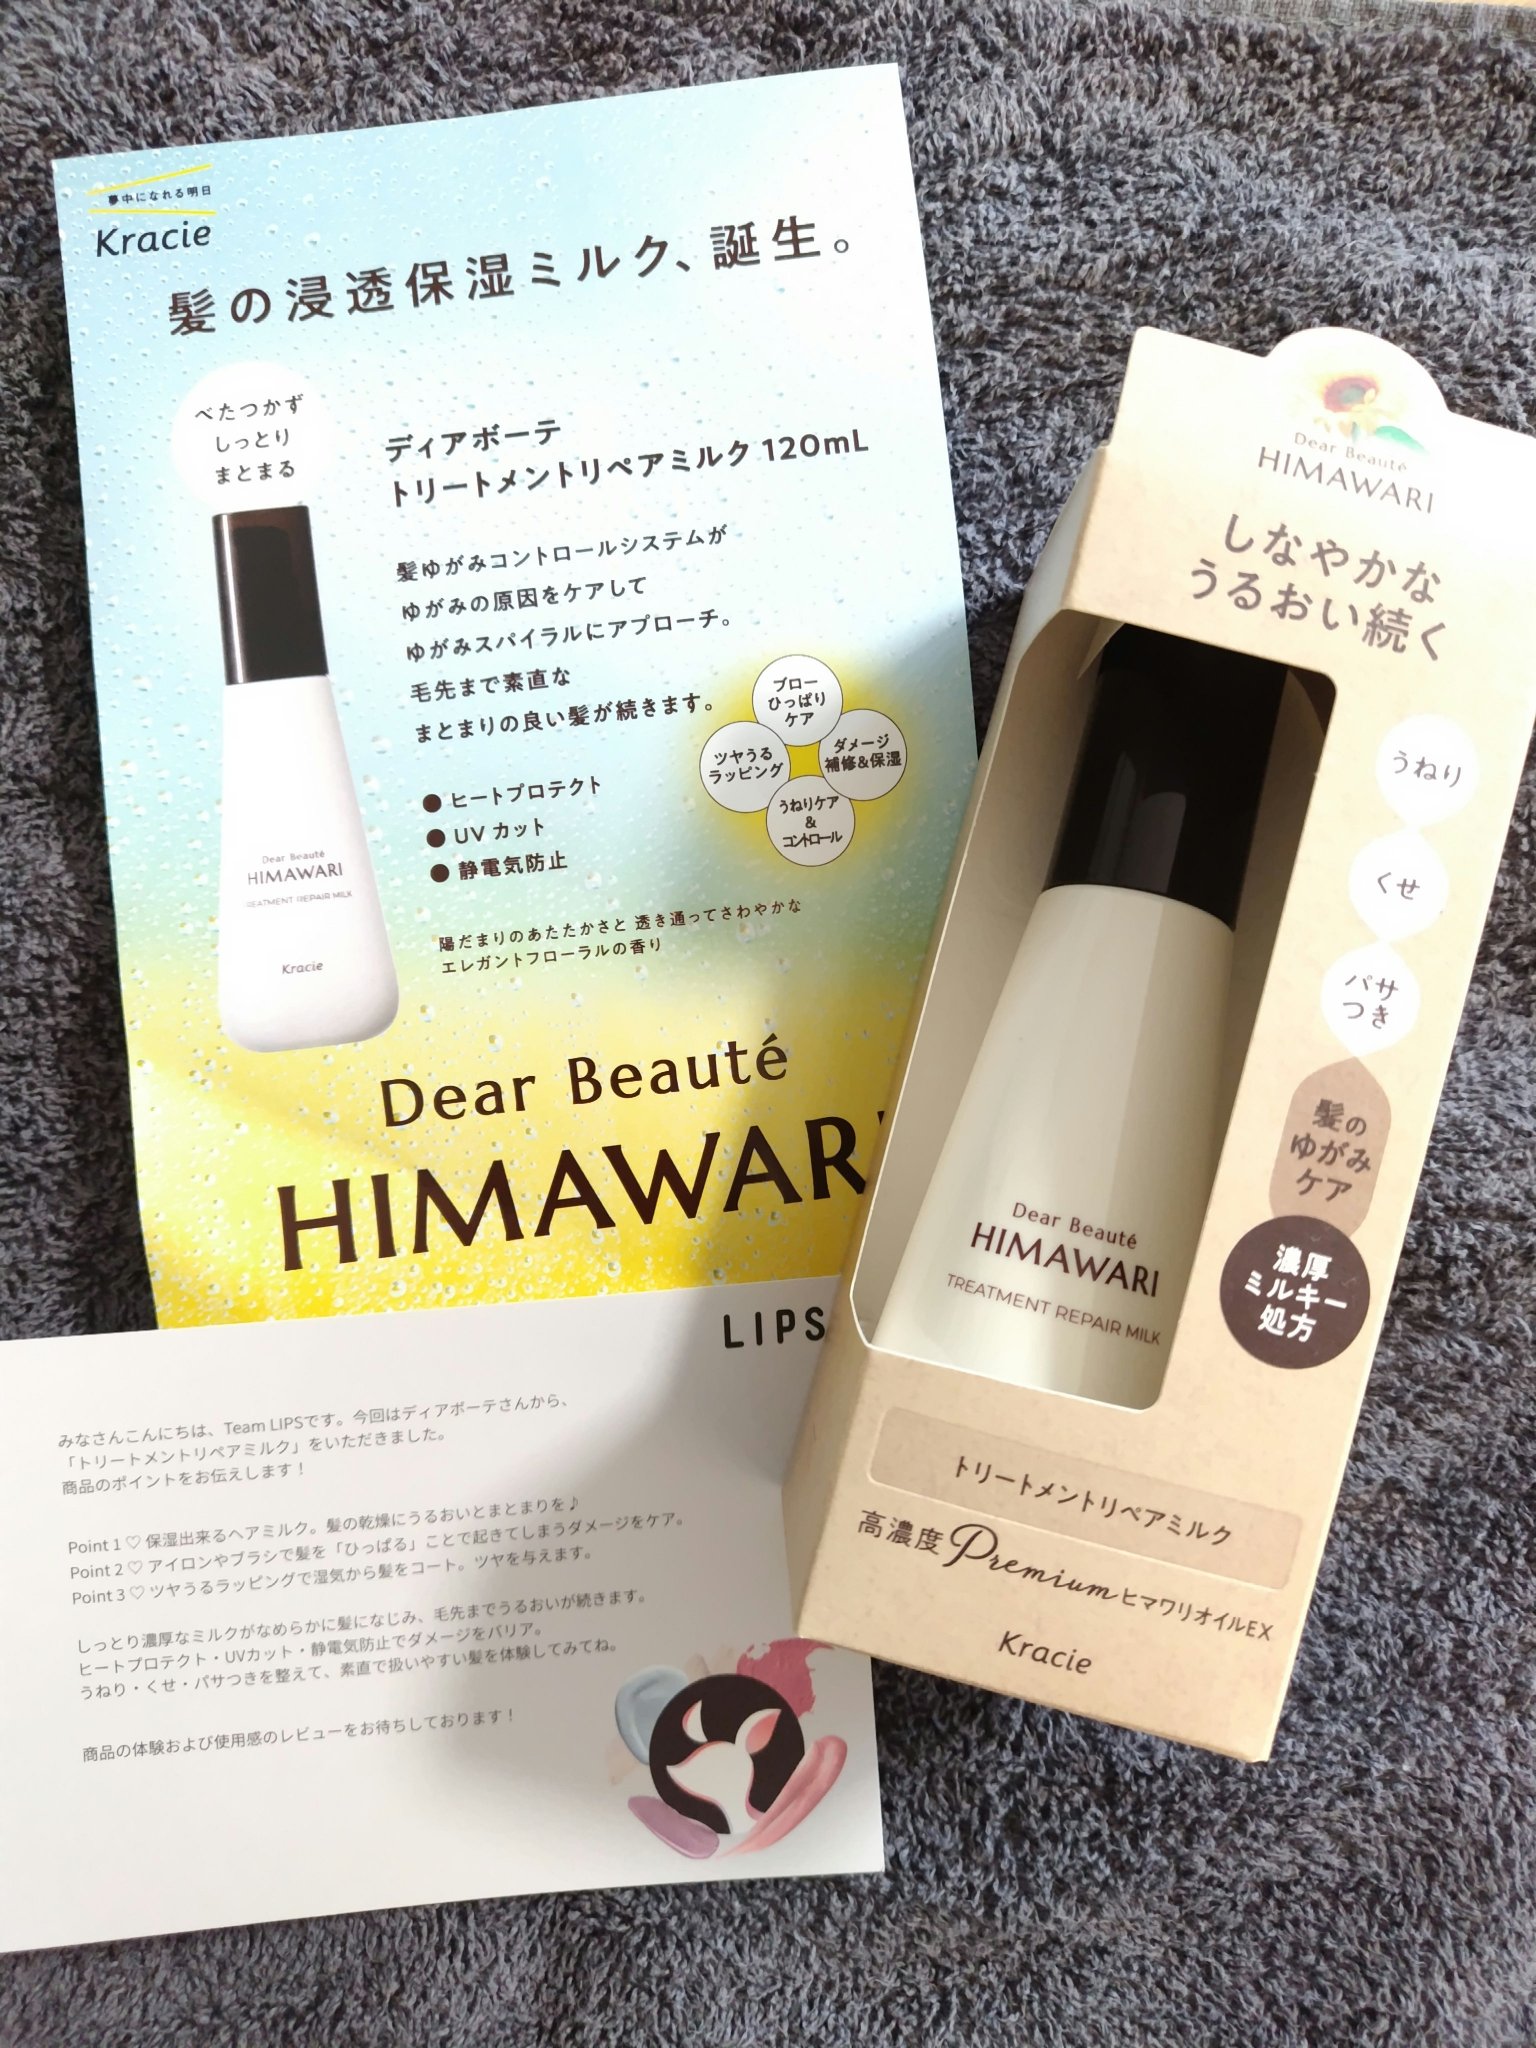 夢中になれる明日
Kracie
髪の浸透保湿ミルク、誕生。
べたつかず
しっとり
まとまる
ディアボーテ
トリートメントリペアミルク 120mL
髪ゆがみコントロールシステムが
ゆがみの原因をケアして
ゆがみスパイラルにアプローチ。
毛先まで素直な
まとまりの良い髪が続きます。
ブロー
ひっぱり
ケア
ツヤうる
ラッピング
ダメージ
補修&保湿
うねりケア
&
コントロール
● ヒートプロテクト
● UV カット
● 静電気防止
陽だまりのあたたかさと 透き通ってさわやかな
エレガントフローラルの香り
Dear Beauté
HIMAWARI
TREATMENT REPAIR MILK
Kracie
Dear Beauté
HIMAWARI
LIPS
みなさんこんにちは、Team LIPSです。今回はディアボーテさんから、
「トリートメントリペアミルク」をいただきました。
商品のポイントをお伝えします！
Point 1 ♡ 保湿出来るヘアミルク。髪の乾燥にうるおいとまとまりを♪
Point 2 ♡ アイロンやブラシで髪を「ひっぱる」ことで起きてしまうダメージをケア。
Point 3 ♡ ツヤうるラッピングで湿気から髪をコート。ツヤを与えます。
しっとり濃厚なミルクがなめらかに髪になじみ、毛先までうるおいが続きます。
ヒートプロテクト・UVカット・静電気防止でダメージをバリア。
うねり・くせ・パサつきを整えて、素直で扱いやすい髪を体験してみてね。
商品の体験および使用感のレビューをお待ちしております！
Dear Beauté
HIMAWARI
しなやかな
うるおい続く
うねり
くせ
パサ
つき
髪の
ゆがみ
ケア
濃厚
ミルキー
処方
Dear Beauté
HIMAWARI
TREATMENT REPAIR MILK
トリートメントリペアミルク
高濃度 Premium ヒマワリオイルEX
Kracie